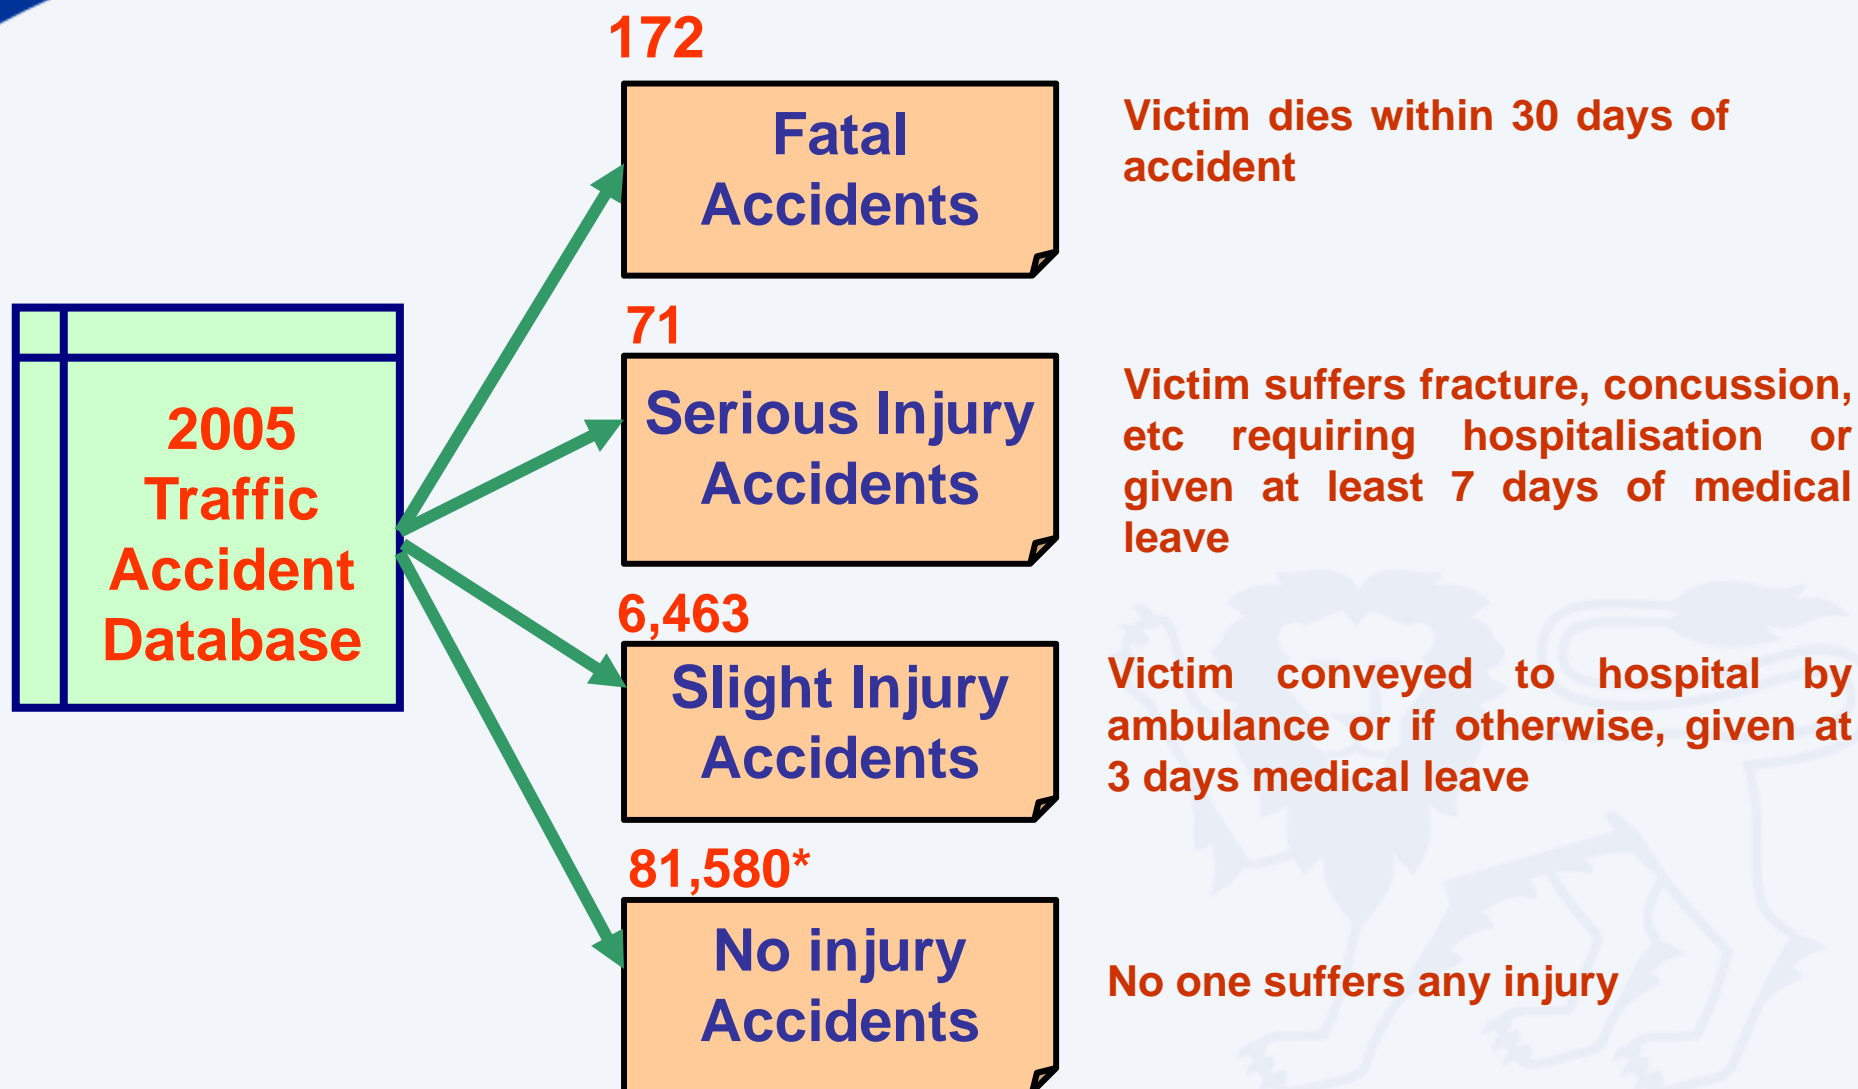 2005
Traffic
Accident
Database
172
Fatal
Accidents
Victim dies within 30 days of
accident
71
Serious Injury
Accidents
Victim suffers fracture, concussion,
etc requiring hospitalisation or
given at least 7 days of medical
leave
6,463
Slight Injury
Accidents
Victim conveyed to hospital by
ambulance or if otherwise, given at
3 days medical leave
81,580*
No injury
Accidents
No one suffers any injury